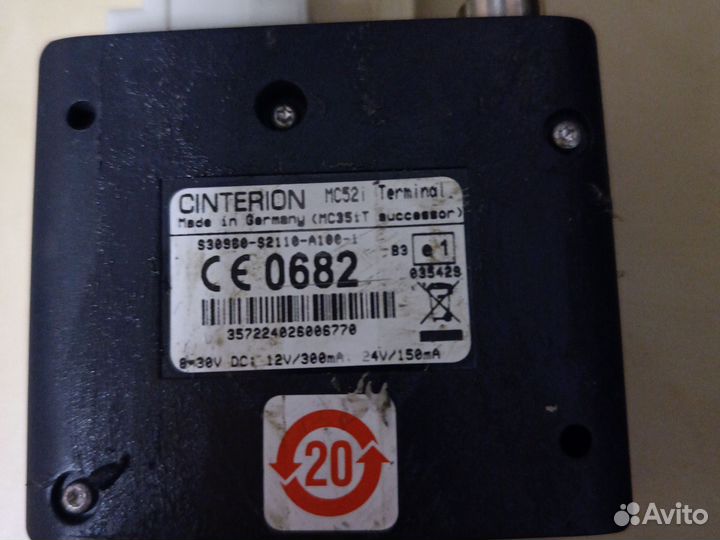 CINTERION MC52i Terminal
Made in Germany (MC35iT successor)
S30960-S2110-A100-1
-B3 e1
CE 0682 035429
357224026006770
8-30V DC: 12V/300mA, 24V/150mA
20
Avito